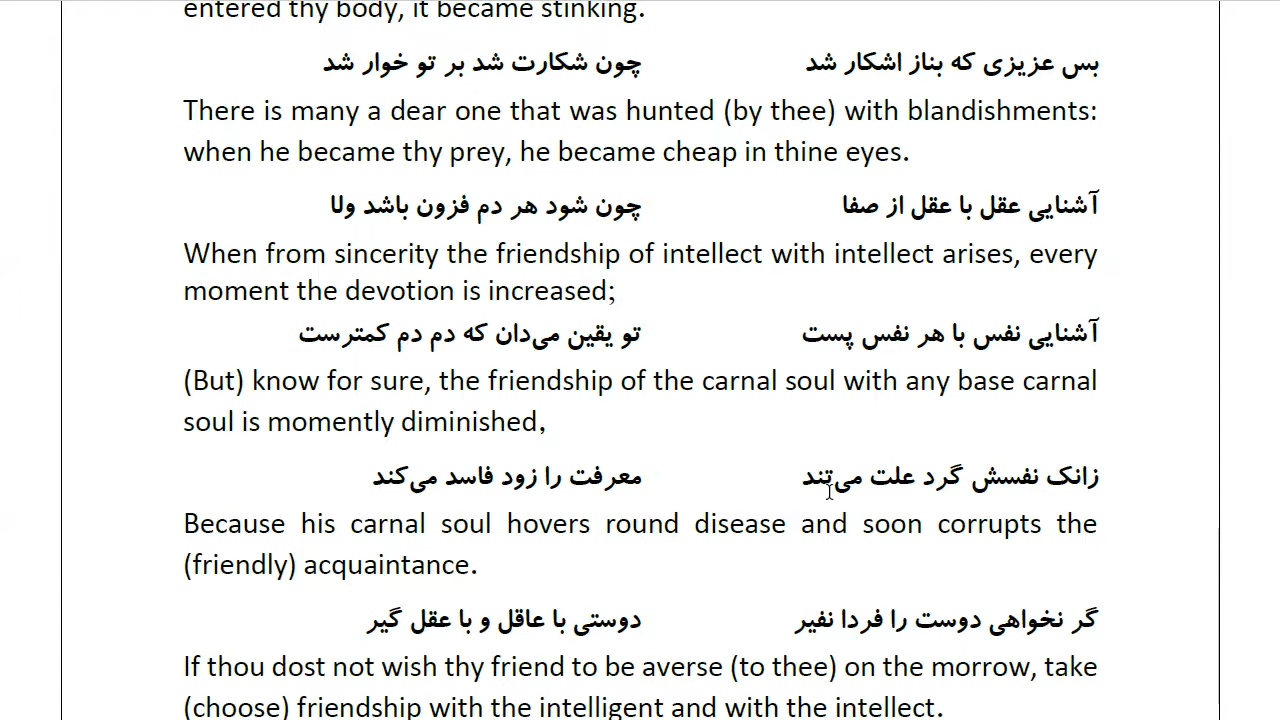 entered thy body, it became stinking.
بس عزیزی که بناز اشکار شد چون شکارت شد بر تو خوار شد
There is many a dear one that was hunted (by thee) with blandishments:
when he became thy prey, he became cheap in thine eyes.
آشنایی عقل با عقل از صفا چون شود هر دم فزون باشد ولا
When from sincerity the friendship of intellect with intellect arises, every
moment the devotion is increased;
آشنایی نفس با هر نفس پست تو یقین می‌دان که دم دم کمترست
(But) know for sure, the friendship of the carnal soul with any base carnal
soul is momently diminished,
زانک نفسش گرد علت می‌تند معرفت را زود فاسد می‌کند
Because his carnal soul hovers round disease and soon corrupts the
(friendly) acquaintance.
گر نخواهی دوست را فردا نفیر دوستی با عاقل و با عقل گیر
If thou dost not wish thy friend to be averse (to thee) on the morrow, take
(choose) friendship with the intelligent and with the intellect.